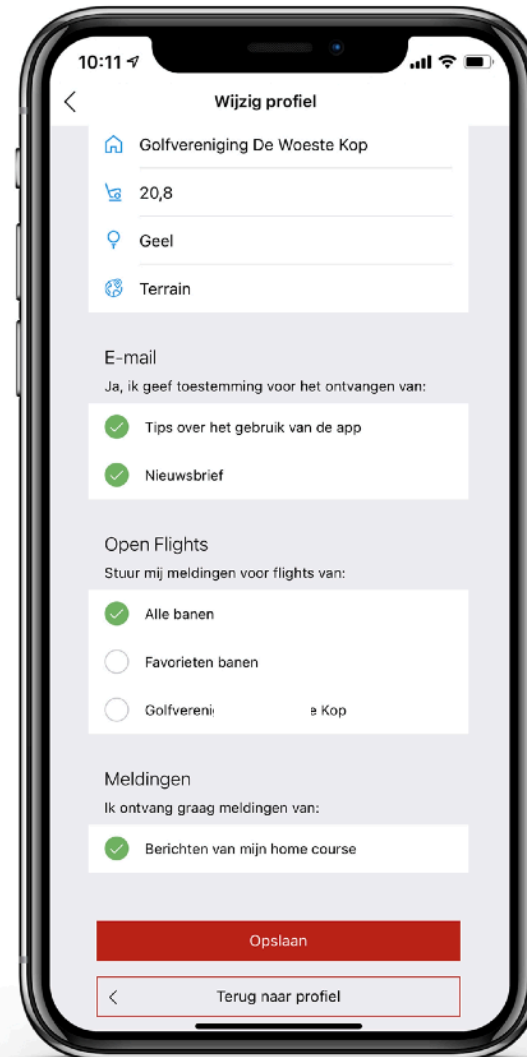 10:11
Wijzig profiel
Golfvereniging De Woeste Kop
20,8
Geel
Terrain
E-mail
Ja, ik geef toestemming voor het ontvangen van:
Tips over het gebruik van de app
Nieuwsbrief
Open Flights
Stuur mij meldingen voor flights van:
Alle banen
Favorieten banen
Golfvereni e Kop
Meldingen
Ik ontvang graag meldingen van:
Berichten van mijn home course
Opslaan
Terug naar profiel